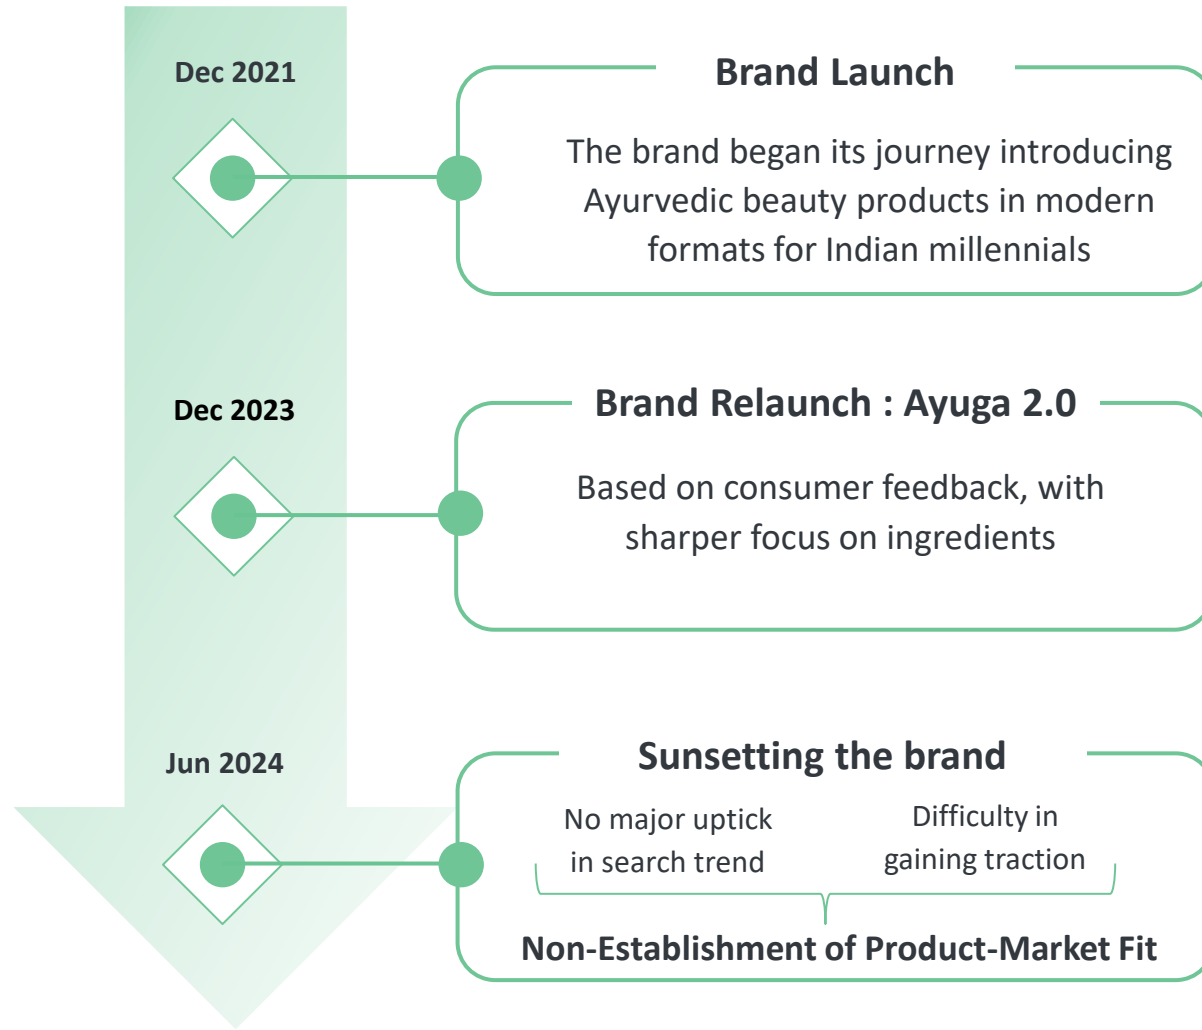 Dec 2021
Brand Launch
The brand began its journey introducing
Ayurvedic beauty products in modern
formats for Indian millennials
Dec 2023
Brand Relaunch : Ayuga 2.0
Based on consumer feedback, with
sharper focus on ingredients
Jun 2024
Sunsetting the brand
No major uptick
in search trend
Difficulty in
gaining traction
Non-Establishment of Product-Market Fit